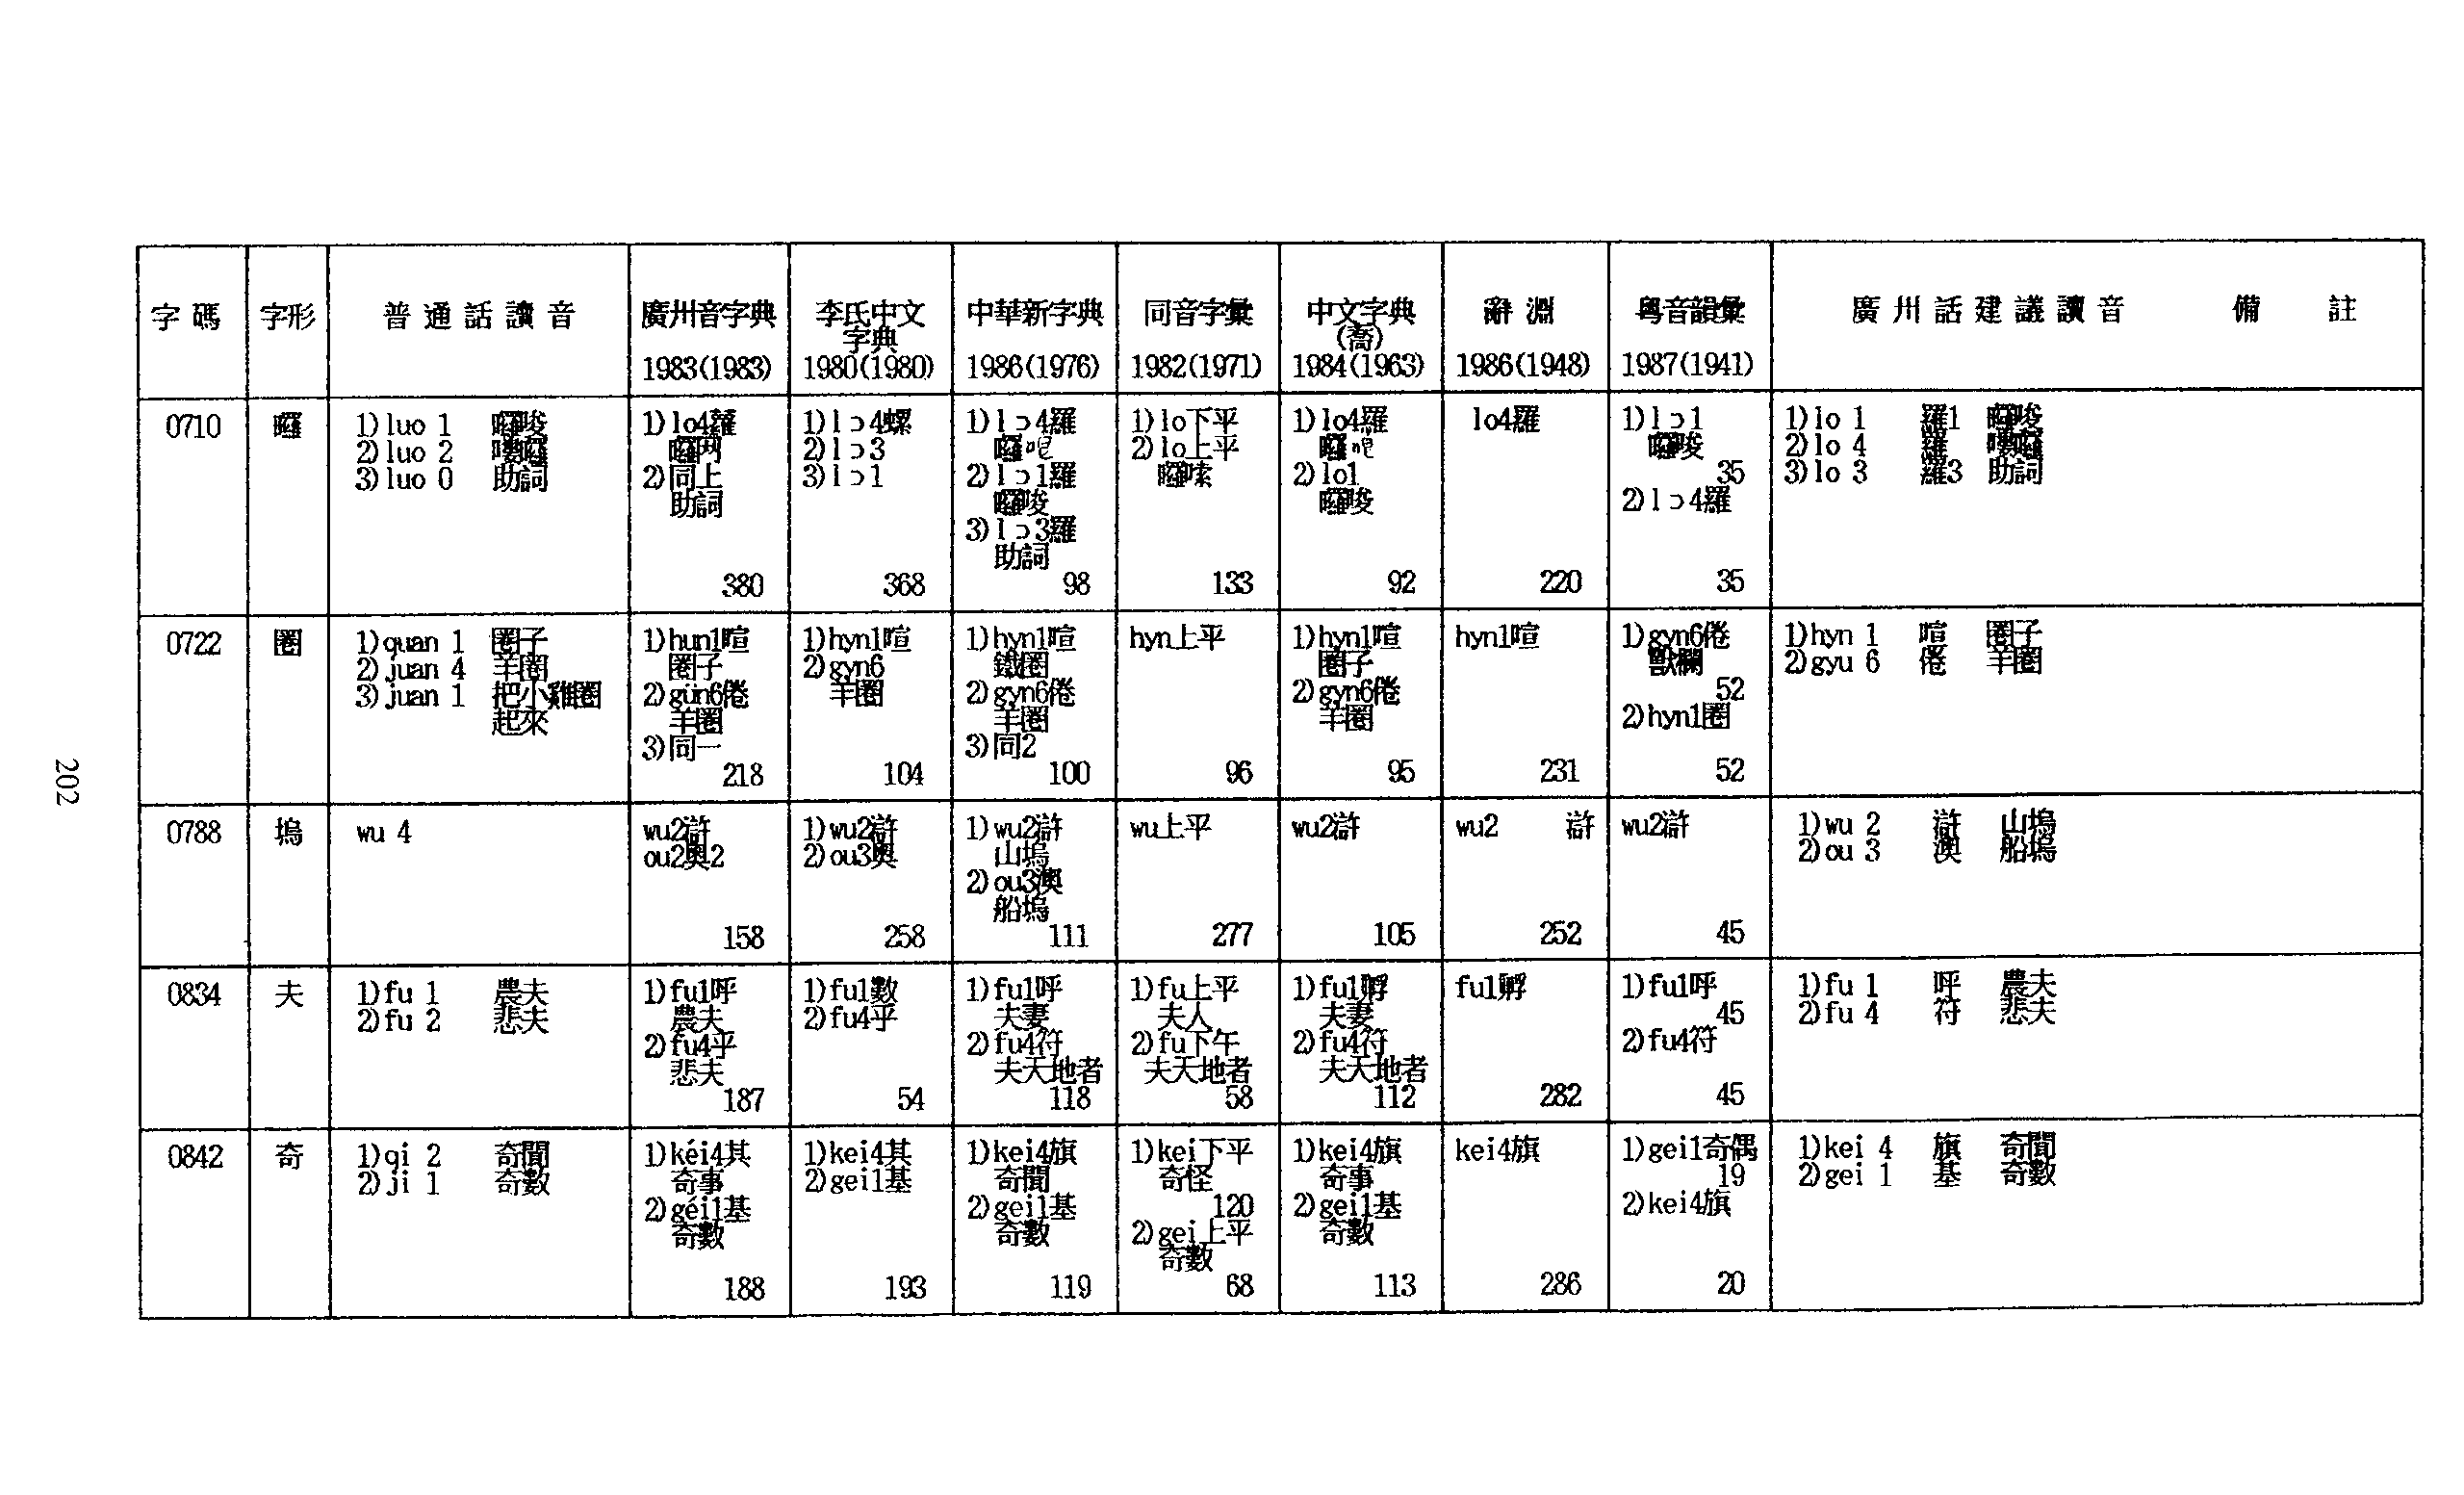 字 碼 字形 普 通 話 讀 音 廣州音字典 1983(1983) 李氏中文字典 1980(1980) 中華新字典 1986(1976) 同音字彙 1982(1971) 中文字典(喬) 1984(1963) 辭 淵 1986(1948) 粵音韻彙 1987(1941) 廣 州 話 建 議 讀 音 備 註
0710 囉
1)luo 1 囉唆
2)luo 2 嘍囉
3)luo 0 助詞
1)lo4蘿
2)同上
助詞
380
1)lɔ4螺
2)lɔ3
3)lɔ1
368
1)lɔ4羅
囉唣
2)lɔ1羅
囉唆
3)lɔ3羅
助詞
98
1)lo下平
2)lo上平
囉嗦
133
1)lo4羅
囉唣
2)lo1
囉唆
92
lo4羅
220
1)lɔ1
囉唆
35
2)lɔ4羅
35
1)lo 1 羅1 囉唆
2)lo 4 羅 嘍囉
3)lo 3 羅3 助詞
0722 圈
1)quan 1 圈子
2)juan 4 羊圈
3)juan 1 把小雞圈
起來
1)hun1喧
圈子
2)gün6倦
羊圈
3)同一
218
1)hyn1喧
2)gyn6
羊圈
104
1)hyn1喧
鐵圈
2)gyn6倦
羊圈
3)同2
100
hyn上平
96
1)hyn1喧
圈子
2)gyn6倦
羊圈
95
hyn1喧
231
1)gyn6倦
獸欄
52
2)hyn1圈
52
1)hyn 1 喧 圈子
2)gyu 6 倦 羊圈
0788 塢
wu 4
wu2滸
ou2奧2
158
1)wu2滸
2)ou3奧
258
1)wu2滸
山塢
2)ou3澳
船塢
111
wu上平
277
wu2滸
105
wu2 滸
252
wu2滸
45
1)wu 2 滸 山塢
2)ou 3 澳 船塢
0834 夫
1)fu 1 農夫
2)fu 2 悲夫
1)fu1呼
農夫
2)fu4乎
悲夫
187
1)fu1敷
2)fu4乎
54
1)fu1呼
夫妻
2)fu4符
夫天地者
118
1)fu上平
夫人
2)fu下午
夫天地者
58
1)fu1孵
夫妻
2)fu4符
夫天地者
112
fu1孵
282
1)fu1呼
45
2)fu4符
45
1)fu 1 呼 農夫
2)fu 4 符 悲夫
0842 奇
1)qi 2 奇聞
2)ji 1 奇數
1)kéi4其
奇事
2)géi1基
奇數
188
1)kei4其
2)gei1基
193
1)kei4旗
奇聞
2)gei1基
奇數
119
1)kei下平
奇怪
120
2)gei上平
奇數
68
1)kei4旗
奇事
2)gei1基
奇數
113
kei4旗
286
1)gei1奇偶
19
2)kei4旗
20
1)kei 4 旗 奇聞
2)gei 1 基 奇數
202